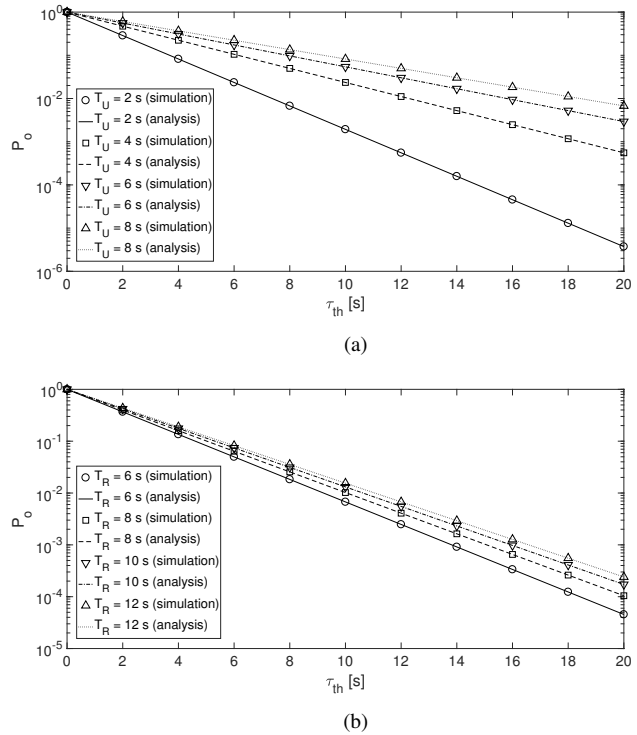 10^0
10^-2
10^-4
10^-6
P_o
T_U = 2 s (simulation)
T_U = 2 s (analysis)
T_U = 4 s (simulation)
T_U = 4 s (analysis)
T_U = 6 s (simulation)
T_U = 6 s (analysis)
T_U = 8 s (simulation)
T_U = 8 s (analysis)
0 2 4 6 8 10 12 14 16 18 20
τ_th [s]
(a)
10^0
10^-1
10^-2
10^-3
10^-4
10^-5
P_o
T_R = 6 s (simulation)
T_R = 6 s (analysis)
T_R = 8 s (simulation)
T_R = 8 s (analysis)
T_R = 10 s (simulation)
T_R = 10 s (analysis)
T_R = 12 s (simulation)
T_R = 12 s (analysis)
0 2 4 6 8 10 12 14 16 18 20
τ_th [s]
(b)